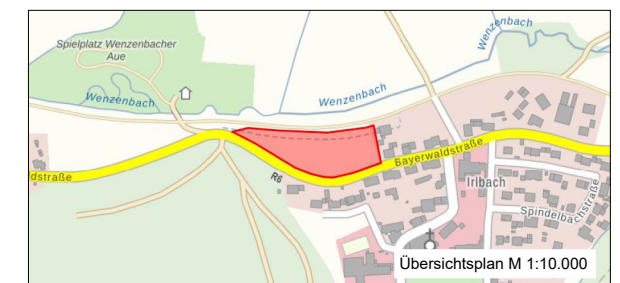 Spielplatz Wenzenbacher
Aue
Wenzenbach
Wenzenbach
Wenzenbach
dstraße
R6
Bayerwaldstraße
Irlbach
Spindelbachstraße
Übersichtsplan M 1:10.000